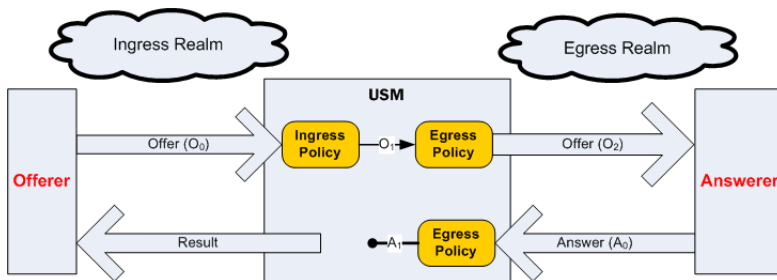 Ingress Realm
Egress Realm
USM
Offerer
Offer (O₀)
Ingress
Policy
O₁
Egress
Policy
Offer (O₂)
Answerer
Result
A₁
Egress
Policy
Answer (A₀)